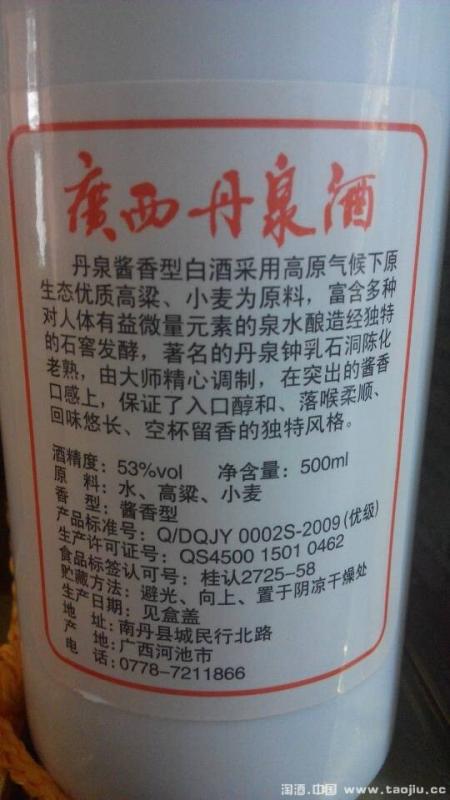 廣西丹泉酒
丹泉酱香型白酒采用高原气候下原
生态优质高粱、小麦为原料，富含多种
对人体有益微量元素的泉水酿造经独特
的石窖发酵，著名的丹泉钟乳石洞陈化
老熟，由大师精心调制，在突出的酱香
口感上，保证了入口醇和、落喉柔顺、
回味悠长、空杯留香的独特风格。
酒精度：53%vol 净含量：500ml
原 料：水、高粱、小麦
香 型：酱香型
产品标准号：Q/DQJY 0002S-2009(优级)
生产许可证号：QS4500 1501 0462
食品标签认可号：桂认2725-58
贮藏方法：避光、向上、置于阴凉干燥处
生产日期：见盒盖
地 址：南丹县城民行北路
产 地：广西河池市
电 话：0778-7211866
淘酒.中国 www.taojiu.cc